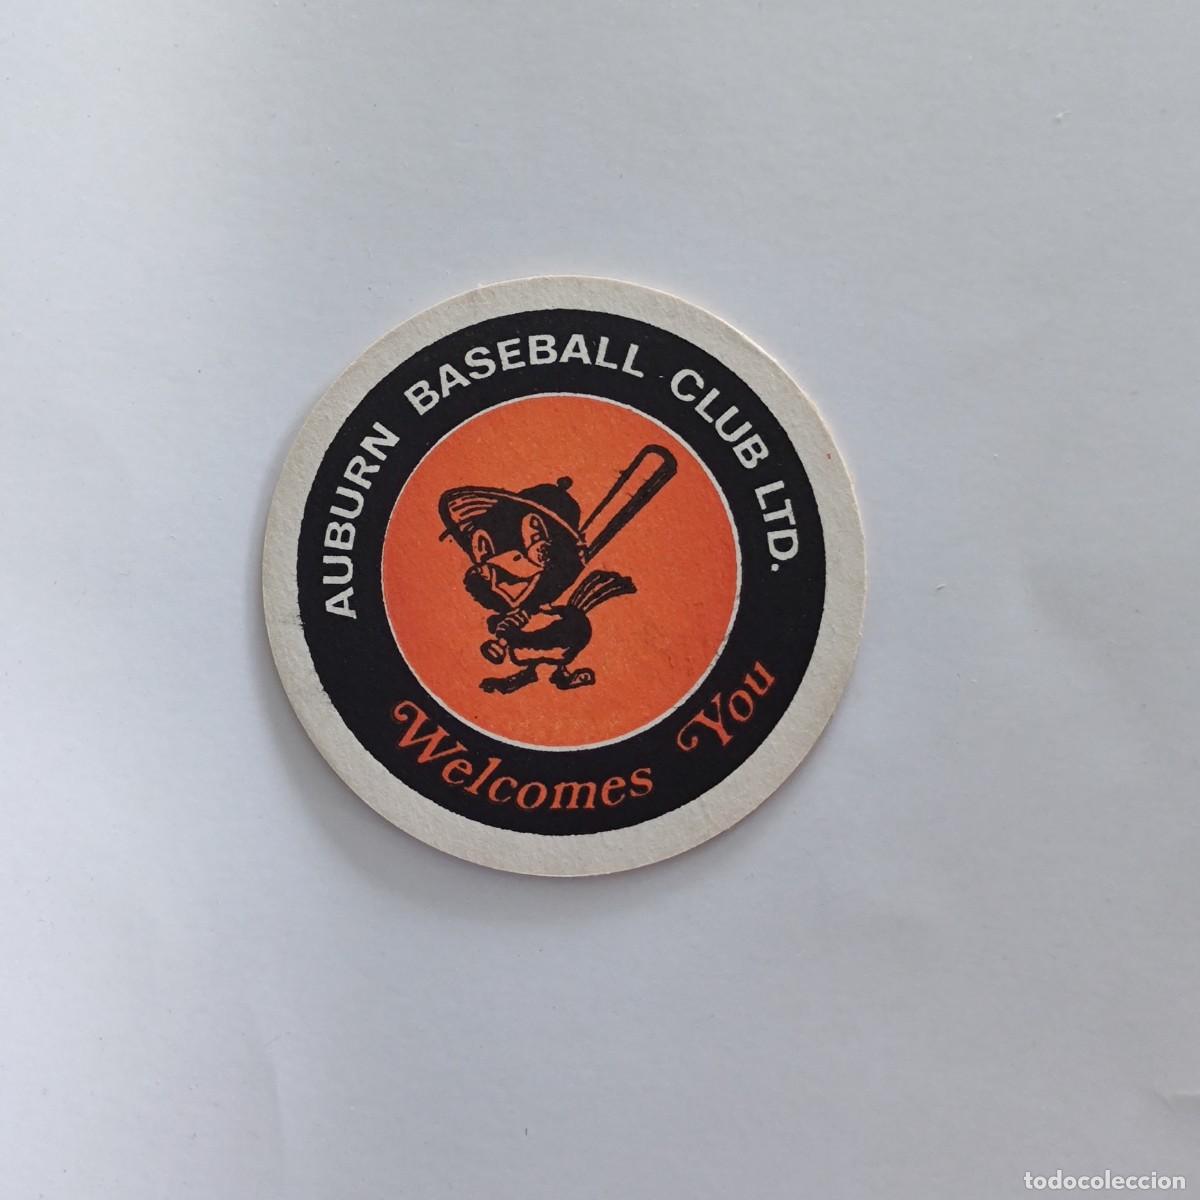 AUBURN BASEBALL CLUB LTD.
Welcomes You
todocoleccion